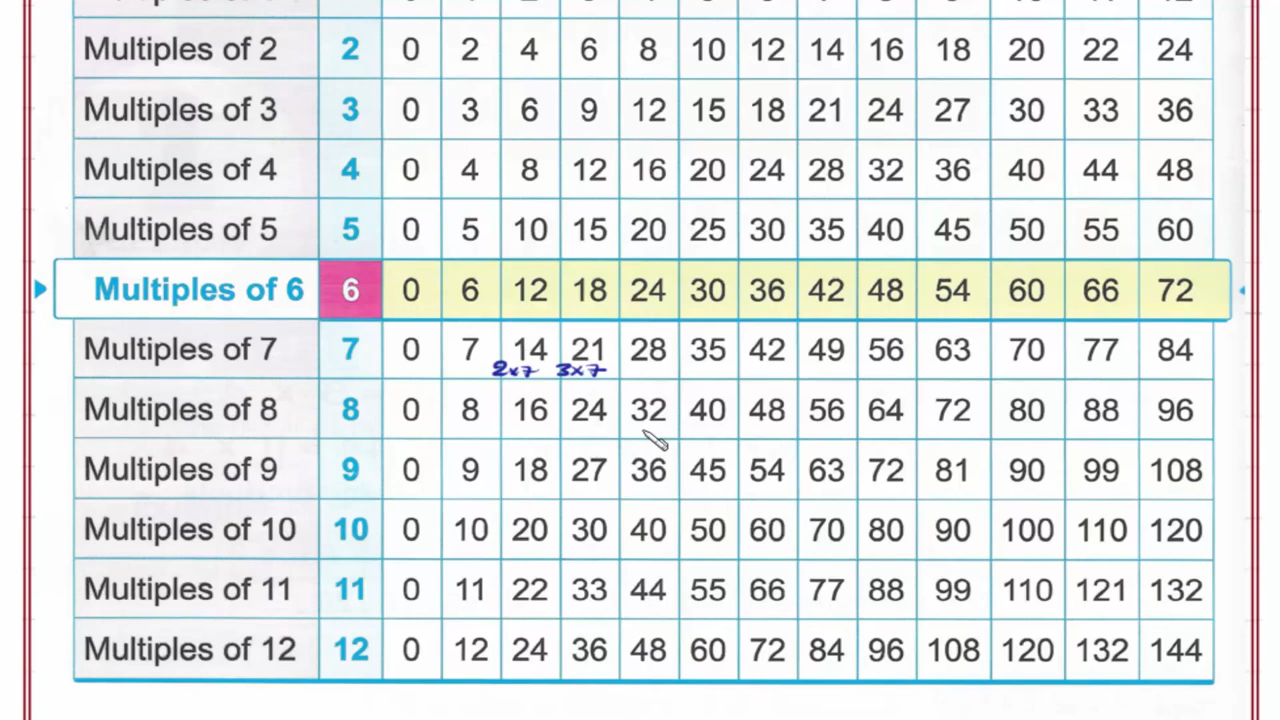 Multiples of 2 2 0 2 4 6 8 10 12 14 16 18 20 22 24
Multiples of 3 3 0 3 6 9 12 15 18 21 24 27 30 33 36
Multiples of 4 4 0 4 8 12 16 20 24 28 32 36 40 44 48
Multiples of 5 5 0 5 10 15 20 25 30 35 40 45 50 55 60
Multiples of 6 6 0 6 12 18 24 30 36 42 48 54 60 66 72
Multiples of 7 7 0 7 14 21 28 35 42 49 56 63 70 77 84
2x7 3x7
Multiples of 8 8 0 8 16 24 32 40 48 56 64 72 80 88 96
Multiples of 9 9 0 9 18 27 36 45 54 63 72 81 90 99 108
Multiples of 10 10 0 10 20 30 40 50 60 70 80 90 100 110 120
Multiples of 11 11 0 11 22 33 44 55 66 77 88 99 110 121 132
Multiples of 12 12 0 12 24 36 48 60 72 84 96 108 120 132 144